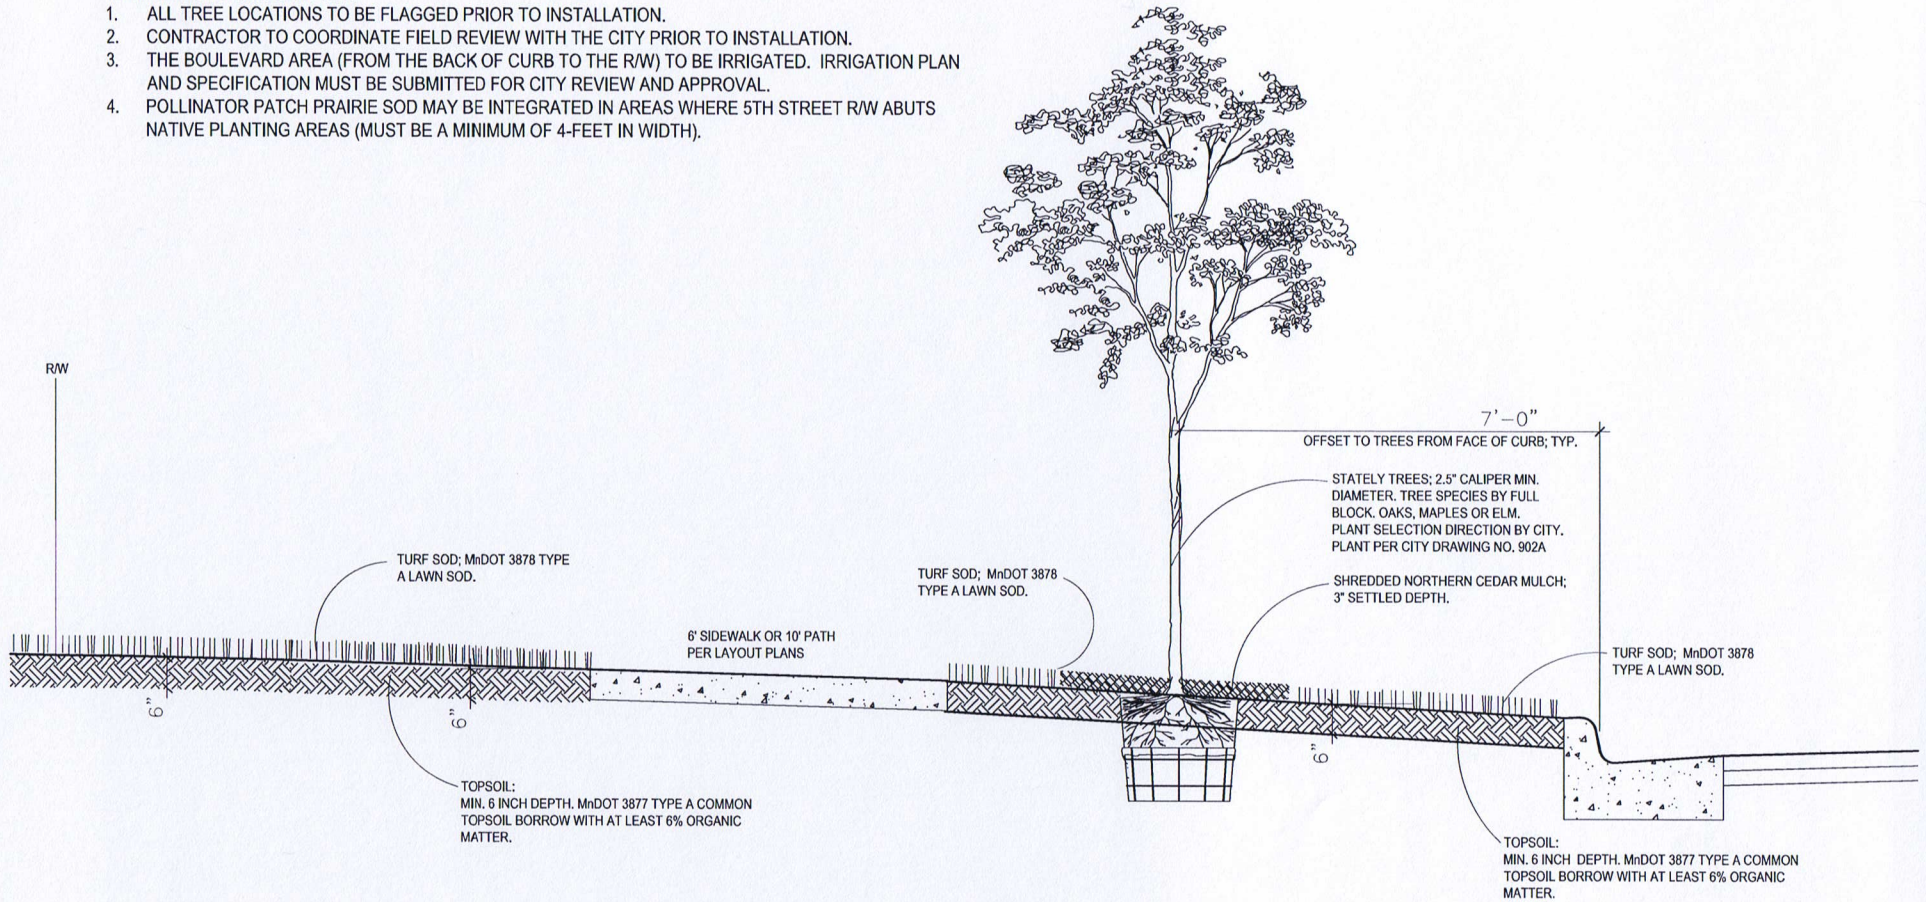 1. ALL TREE LOCATIONS TO BE FLAGGED PRIOR TO INSTALLATION.
2. CONTRACTOR TO COORDINATE FIELD REVIEW WITH THE CITY PRIOR TO INSTALLATION.
3. THE BOULEVARD AREA (FROM THE BACK OF CURB TO THE R/W) TO BE IRRIGATED. IRRIGATION PLAN
AND SPECIFICATION MUST BE SUBMITTED FOR CITY REVIEW AND APPROVAL.
4. POLLINATOR PATCH PRAIRIE SOD MAY BE INTEGRATED IN AREAS WHERE 5TH STREET R/W ABUTS
NATIVE PLANTING AREAS (MUST BE A MINIMUM OF 4-FEET IN WIDTH).
R/W
7'-0"
OFFSET TO TREES FROM FACE OF CURB; TYP.
STATELY TREES; 2.5" CALIPER MIN.
DIAMETER. TREE SPECIES BY FULL
BLOCK. OAKS, MAPLES OR ELM.
PLANT SELECTION DIRECTION BY CITY.
PLANT PER CITY DRAWING NO. 902A
TURF SOD; MnDOT 3878 TYPE
A LAWN SOD.
TURF SOD; MnDOT 3878
TYPE A LAWN SOD.
SHREDDED NORTHERN CEDAR MULCH;
3" SETTLED DEPTH.
6' SIDEWALK OR 10' PATH
PER LAYOUT PLANS
TURF SOD; MnDOT 3878
TYPE A LAWN SOD.
6"
6"
6"
TOPSOIL:
MIN. 6 INCH DEPTH. MnDOT 3877 TYPE A COMMON
TOPSOIL BORROW WITH AT LEAST 6% ORGANIC
MATTER.
TOPSOIL:
MIN. 6 INCH DEPTH. MnDOT 3877 TYPE A COMMON
TOPSOIL BORROW WITH AT LEAST 6% ORGANIC
MATTER.